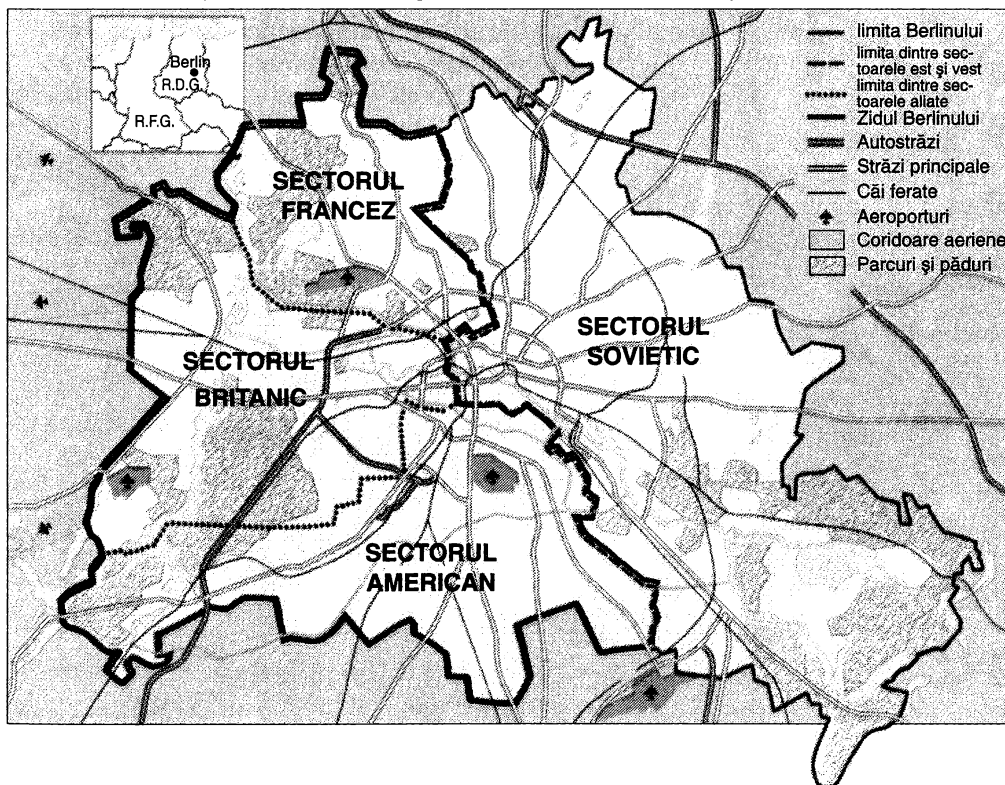 Berlin
R.D.G.
R.F.G.
limita Berlinului
limita dintre sec-
toarele est și vest
limita dintre sec-
toarele aliate
Zidul Berlinului
Autostrăzi
Străzi principale
Căi ferate
Aeroporturi
Coridoare aeriene
Parcuri și păduri
SECTORUL
FRANCEZ
SECTORUL
SOVIETIC
SECTORUL
BRITANIC
SECTORUL
AMERICAN